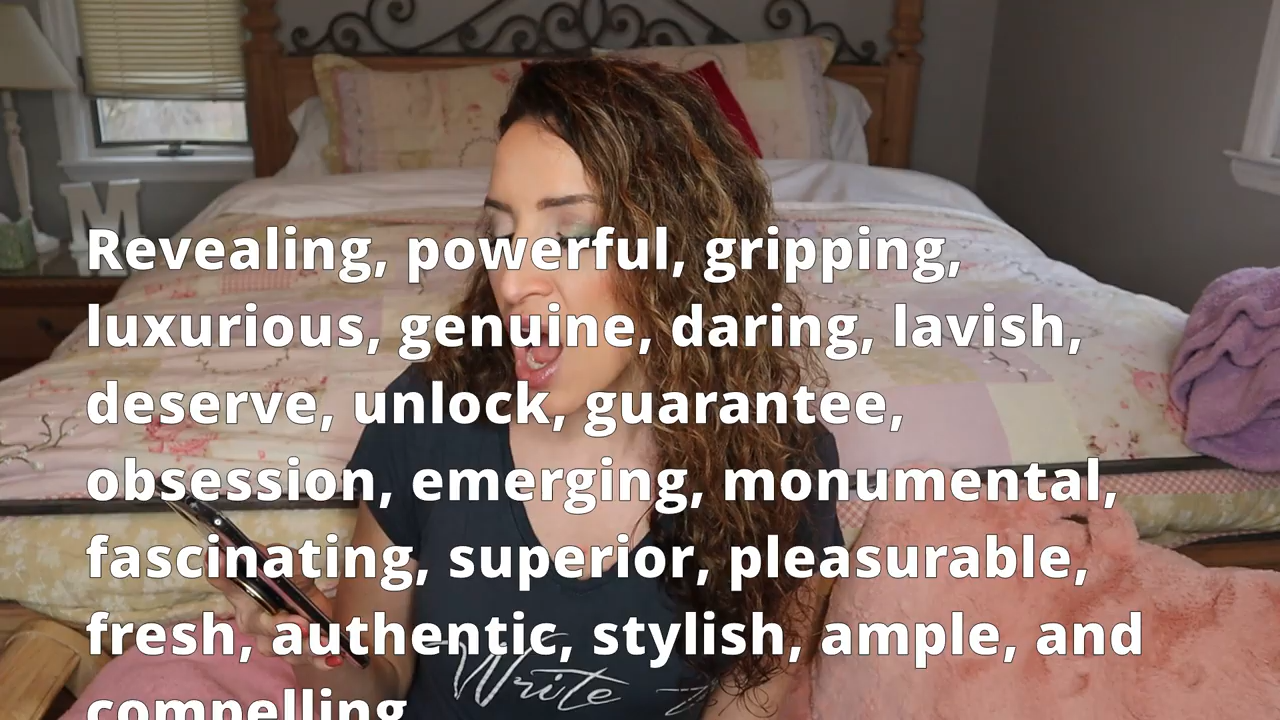 M
Revealing, powerful, gripping,
luxurious, genuine, daring, lavish,
deserve, unlock, guarantee,
obsession, emerging, monumental,
fascinating, superior, pleasurable,
fresh, authentic, stylish, ample, and
compelling
Write